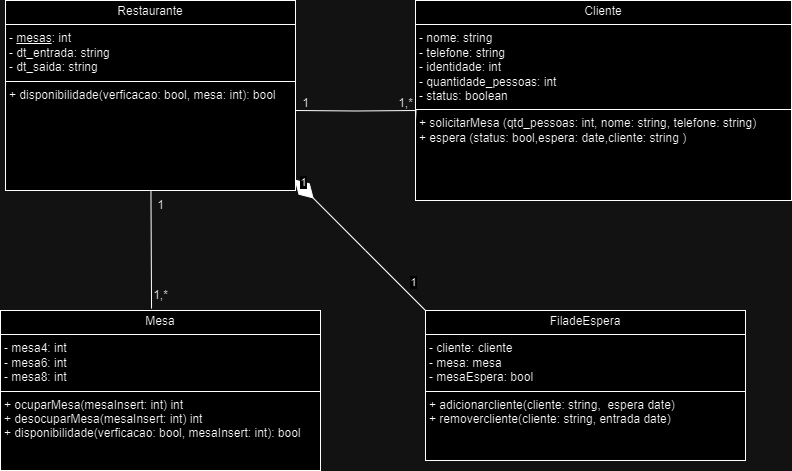 Restaurante
- mesas: int
- dt_entrada: string
- dt_saida: string
+ disponibilidade(verficacao: bool, mesa: int): bool
Cliente
- nome: string
- telefone: string
- identidade: int
- quantidade_pessoas: int
- status: boolean
+ solicitarMesa (qtd_pessoas: int, nome: string, telefone: string)
+ espera (status: bool,espera: date,cliente: string )
1
1,*
1
1
1
1,*
Mesa
- mesa4: int
- mesa6: int
- mesa8: int
+ ocuparMesa(mesaInsert: int) int
+ desocuparMesa(mesaInsert: int) int
+ disponibilidade(verficacao: bool, mesaInsert: int): bool
FiladeEspera
- cliente: cliente
- mesa: mesa
- mesaEspera: bool
+ adicionarcliente(cliente: string,  espera date)
+ removercliente(cliente: string, entrada date)